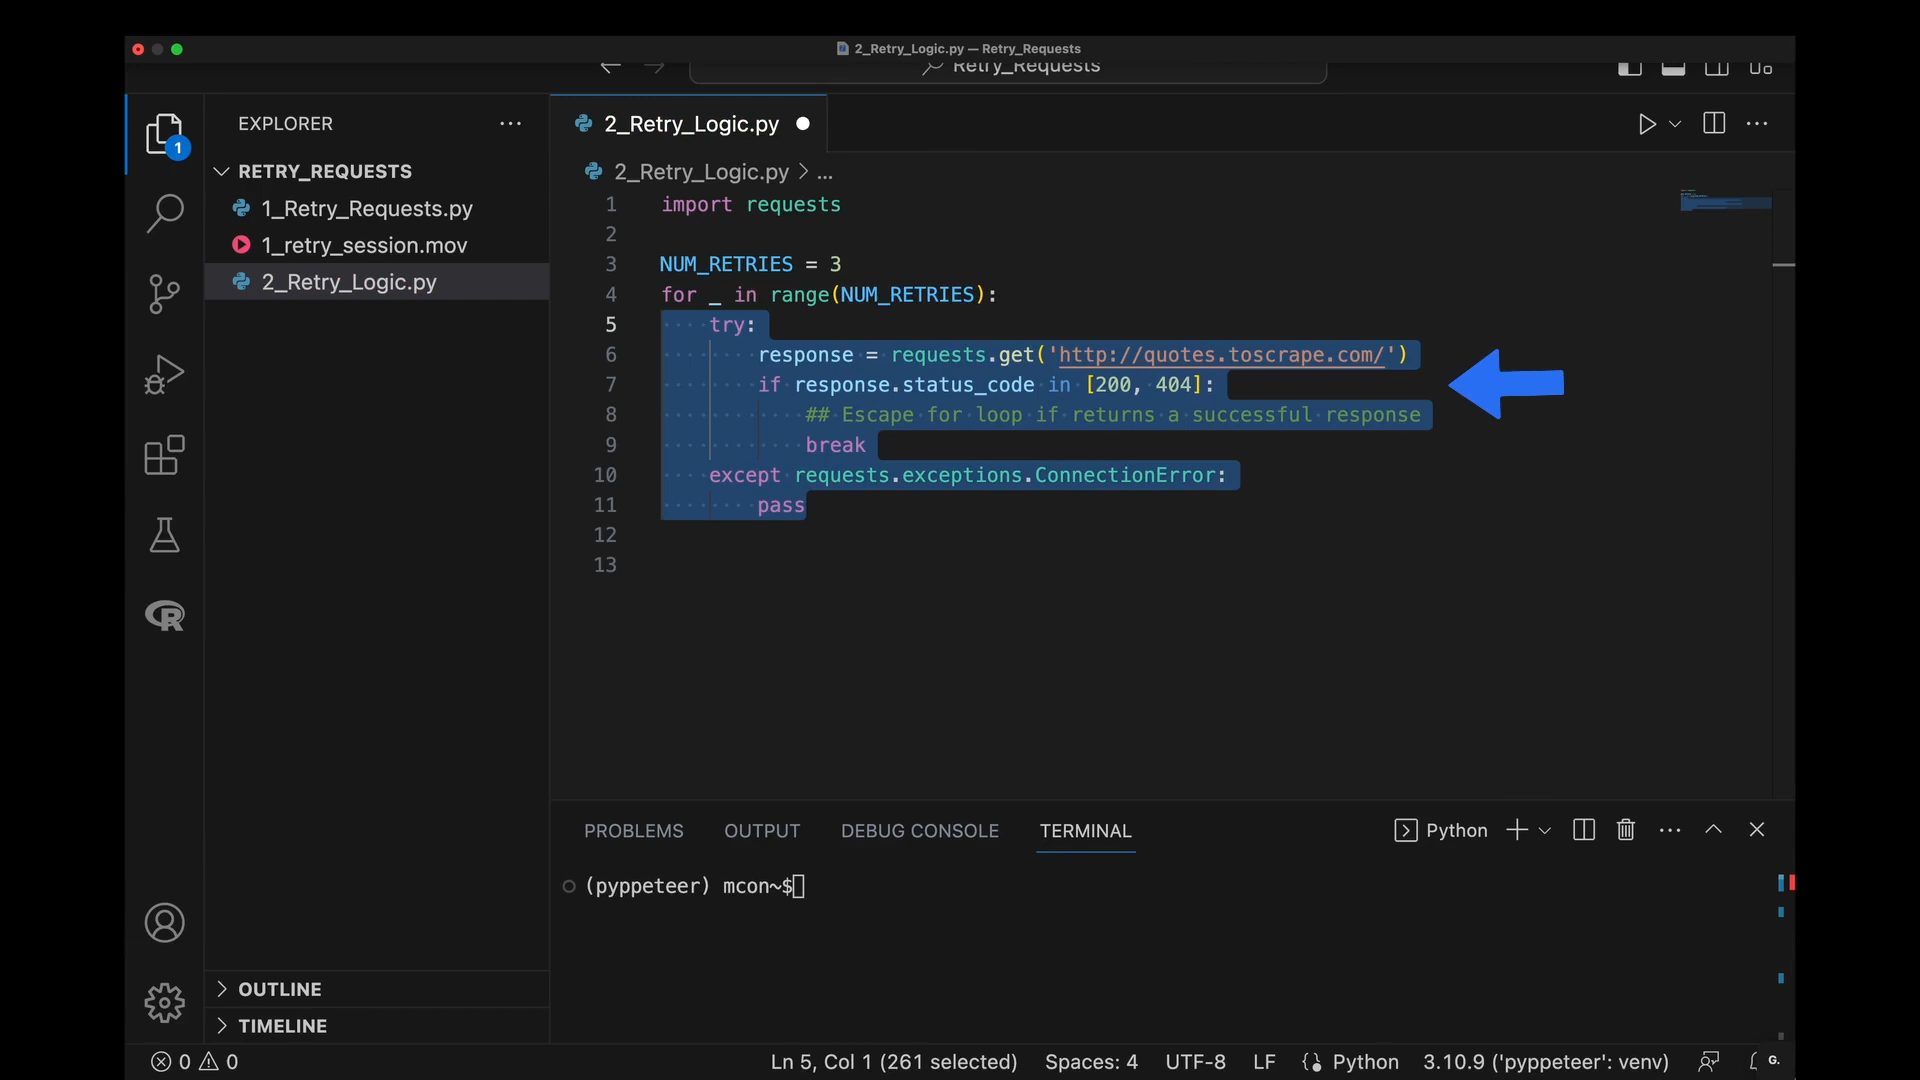 2_Retry_Logic.py — Retry_Requests
Retry_Requests
EXPLORER
1
RETRY_REQUESTS
1_Retry_Requests.py
1_retry_session.mov
2_Retry_Logic.py
OUTLINE
TIMELINE
2_Retry_Logic.py
2_Retry_Logic.py > ...
1 import requests
2
3 NUM_RETRIES = 3
4 for _ in range(NUM_RETRIES):
5 try:
6 response = requests.get('http://quotes.toscrape.com/')
7 if response.status_code in [200, 404]:
8 ## Escape for loop if returns a successful response
9 break
10 except requests.exceptions.ConnectionError:
11 pass
12
13
PROBLEMS OUTPUT DEBUG CONSOLE TERMINAL Python
(pyppeteer) mcon~$
0 0 Ln 5, Col 1 (261 selected) Spaces: 4 UTF-8 LF Python 3.10.9 ('pyppeteer': venv)